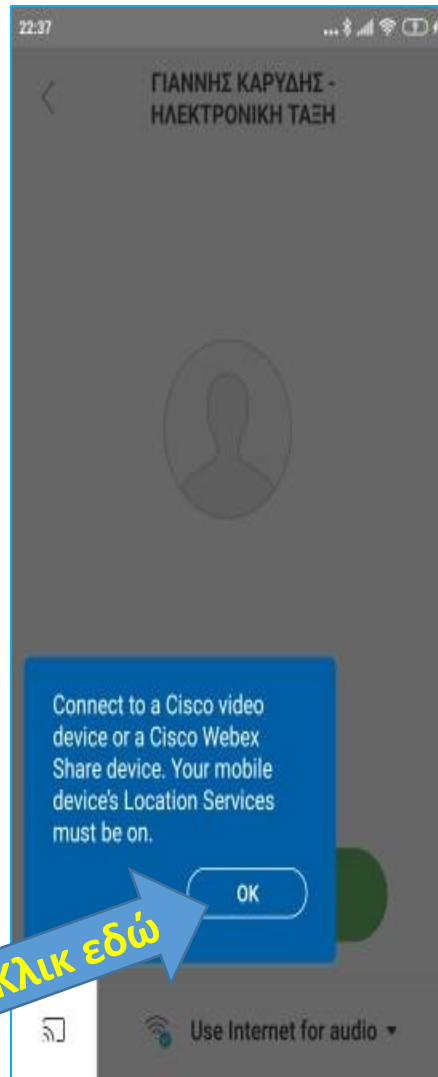 22:37
ΓΙΑΝΝΗΣ ΚΑΡΥΔΗΣ -
ΗΛΕΚΤΡΟΝΙΚΗ ΤΑΞΗ
Connect to a Cisco video
device or a Cisco Webex
Share device. Your mobile
device's Location Services
must be on.
OK
Κλικ εδώ
Use Internet for audio